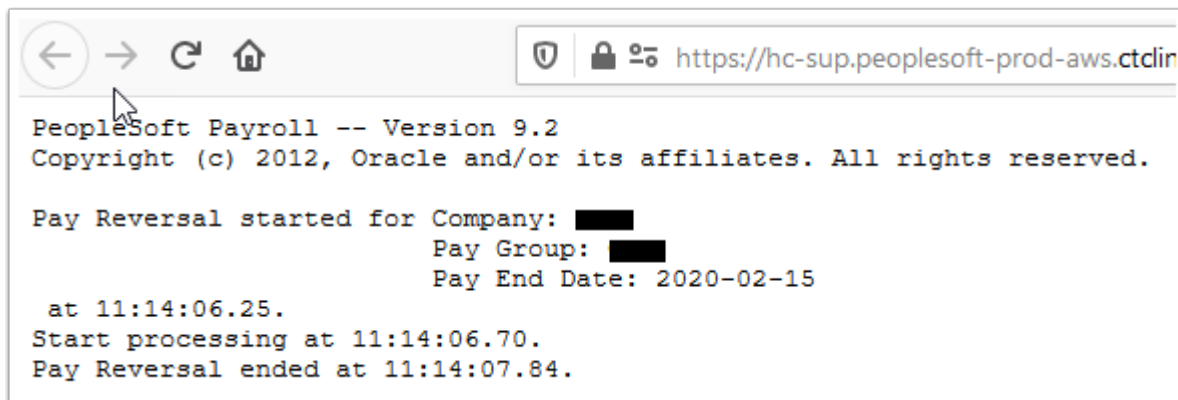 https://hc-sup.peoplesoft-prod-aws.ctclin
PeopleSoft Payroll -- Version 9.2
Copyright (c) 2012, Oracle and/or its affiliates. All rights reserved.
Pay Reversal started for Company:
Pay Group:
Pay End Date: 2020-02-15
at 11:14:06.25.
Start processing at 11:14:06.70.
Pay Reversal ended at 11:14:07.84.